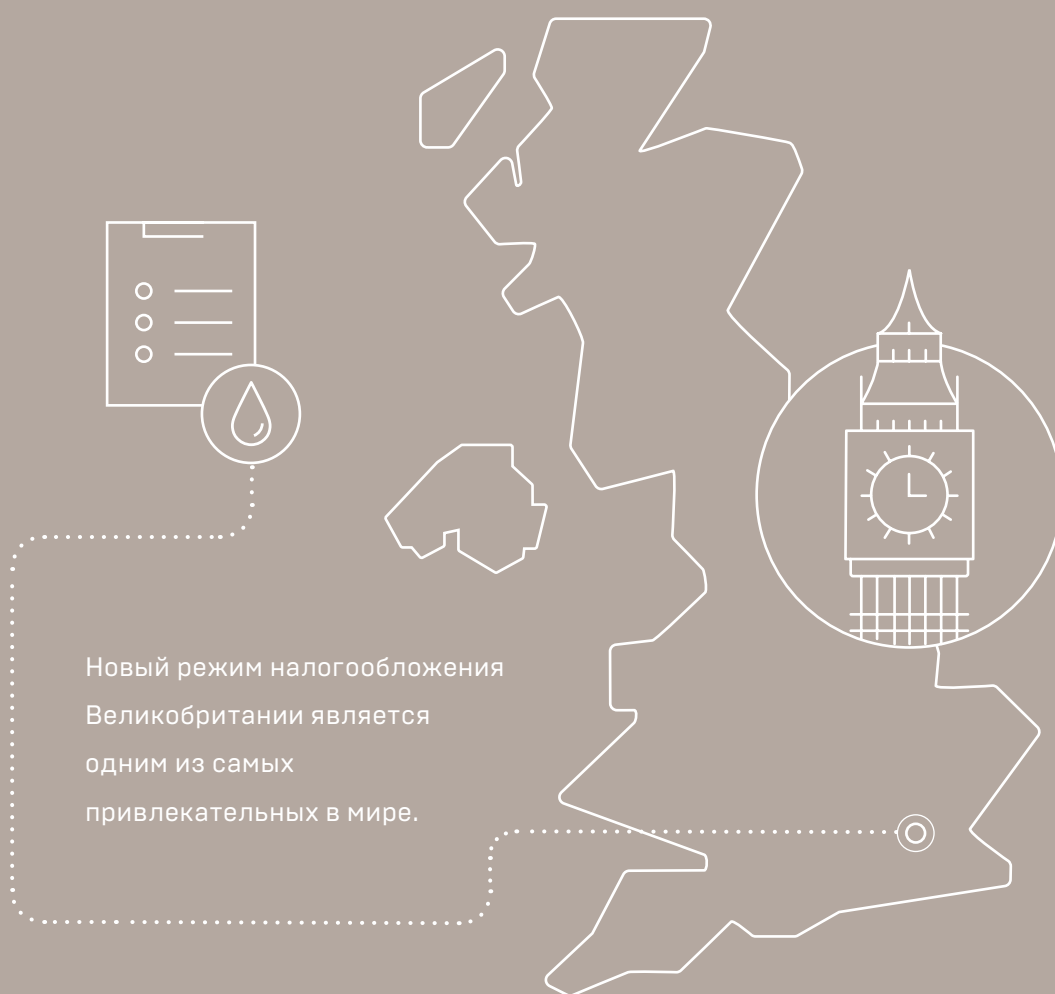 Новый режим налогообложения
Великобритании является
одним из самых
привлекательных в мире.